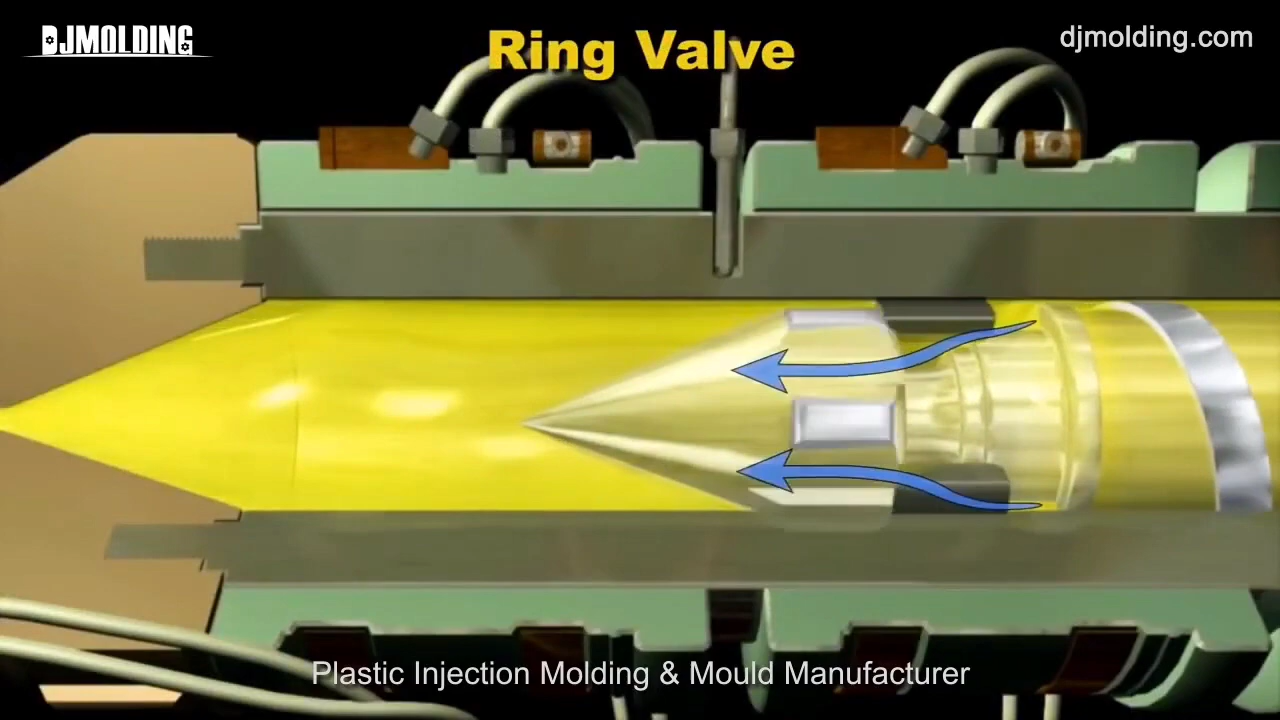 DJMOLDING
djmolding.com
Ring Valve
Plastic Injection Molding & Mould Manufacturer